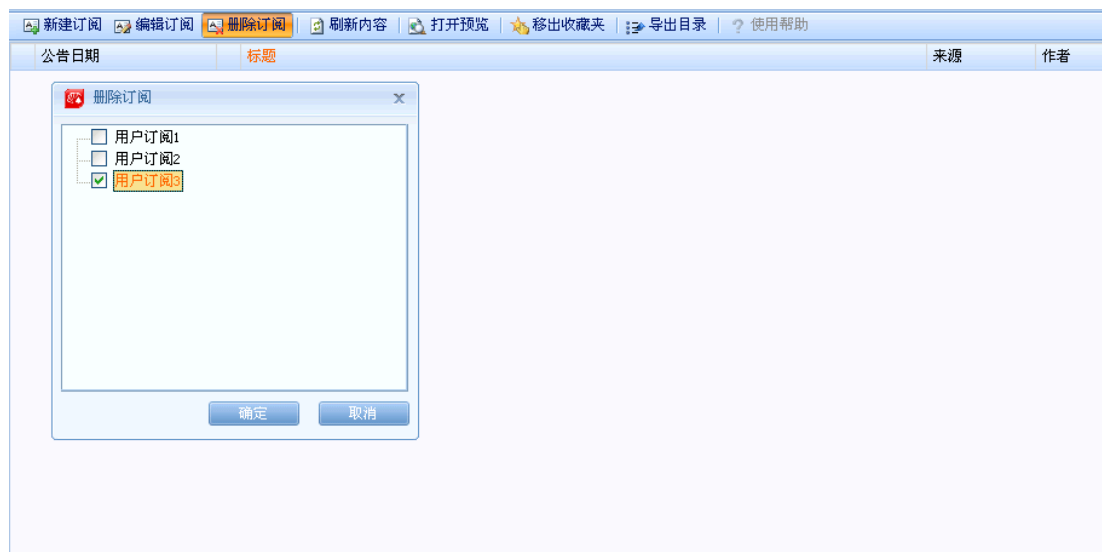 新建订阅 编辑订阅 删除订阅 刷新内容 打开预览 移出收藏夹 导出目录 ? 使用帮助
公告日期 标题 来源 作者
删除订阅 x
用户订阅1
用户订阅2
用户订阅3
确定 取消